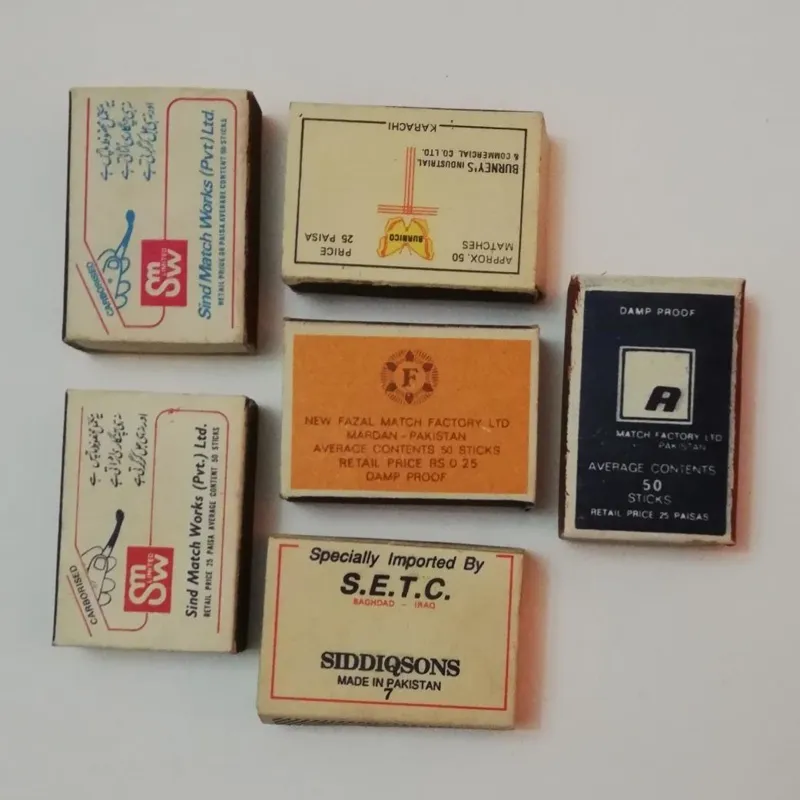 CARBORISED
SMW
LIMITED
Sind Match Works (Pvt) Ltd.
RETAIL PRICE PAISA AVERAGE CONTENT 50 STICKS
APPROX. 50
MATCHES
PRICE
25 PAISA
BURNEY'S INDUSTRIAL
& COMMERCIAL CO. LTD.
KARACHI
F
NEW FAZAL MATCH FACTORY LTD
MARDAN - PAKISTAN
AVERAGE CONTENTS 50 STICKS
RETAIL PRICE RS 0.25
DAMP PROOF
DAMP PROOF
R
MATCH FACTORY LTD
PAKISTAN
AVERAGE CONTENTS
50
STICKS
RETAIL PRICE 25 PAISAS
CARBORISED
SMW
LIMITED
Sind Match Works (Pvt.) Ltd.
RETAIL PRICE 25 PAISA AVERAGE CONTENT 50 STICKS
Specially Imported By
S.E.T.C.
BAGHDAD - IRAQ
SIDDIQSONS
MADE IN PAKISTAN
7